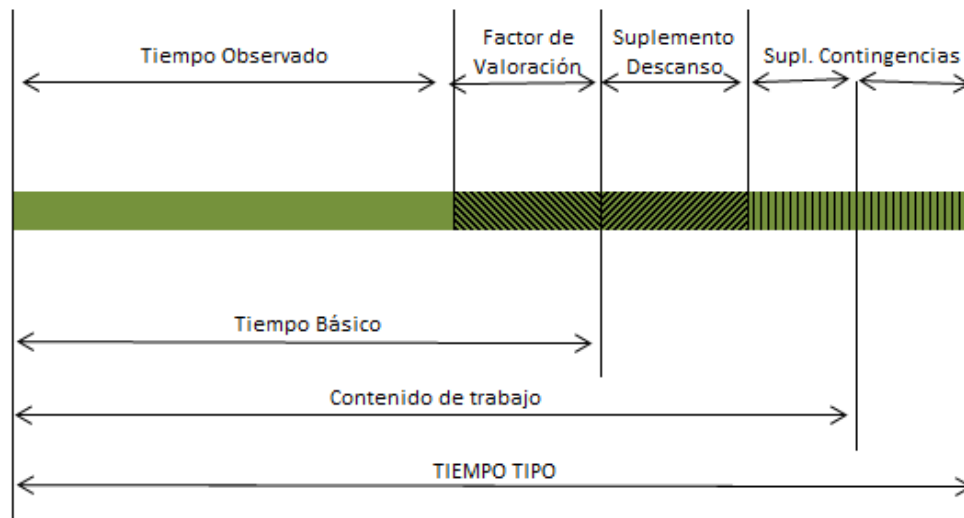 Tiempo Observado
Factor de
Valoración
Suplemento
Descanso
Supl. Contingencias
Tiempo Básico
Contenido de trabajo
TIEMPO TIPO